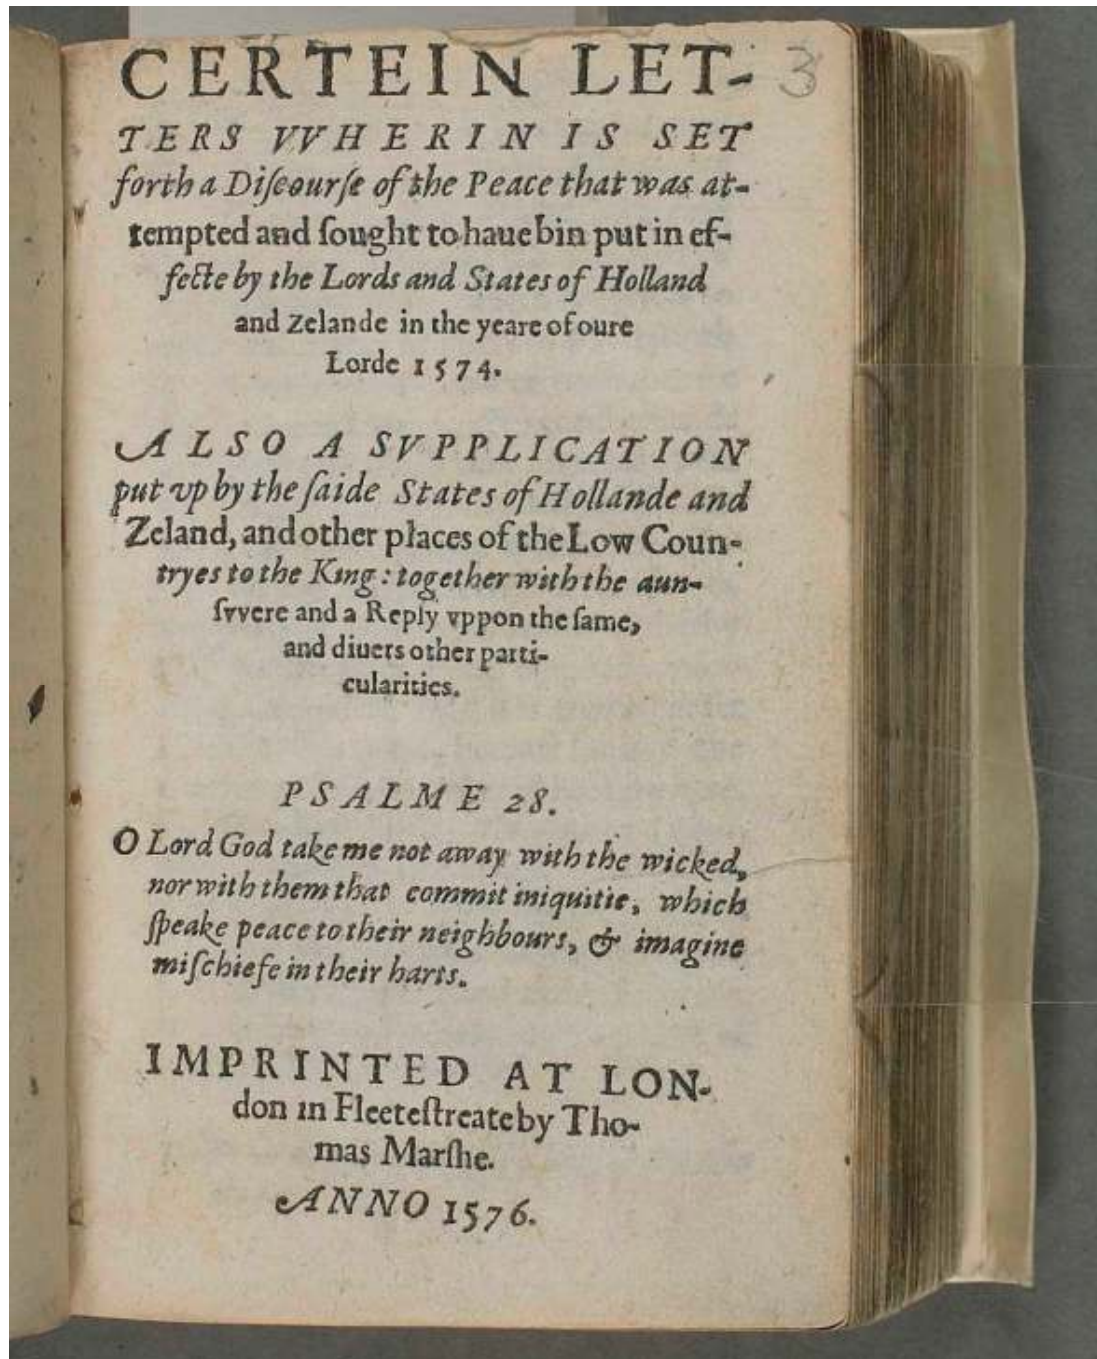 CERTEIN LET-
3
TERS VVHERIN IS SET
forth a Diſcourſe of the Peace that was at-
tempted and ſought to haue bin put in ef-
fecte by the Lords and States of Holland
and Zelande in the yeare of oure
Lorde 1574.
ALSO A SVPPLICATION
put vp by the ſaide States of Hollande and
Zeland, and other places of the Low Coun-
tryes to the King: together with the aun-
ſvvere and a Reply vppon the ſame,
and diuers other parti-
cularities.
PSALME 28.
O Lord God take me not away with the wicked,
nor with them that commit iniquitie, which
ſpeake peace to their neighbours, & imagine
miſchiefe in their harts.
IMPRINTED AT LON-
don in Fleeteſtreate by Tho-
mas Marſhe.
ANNO 1576.